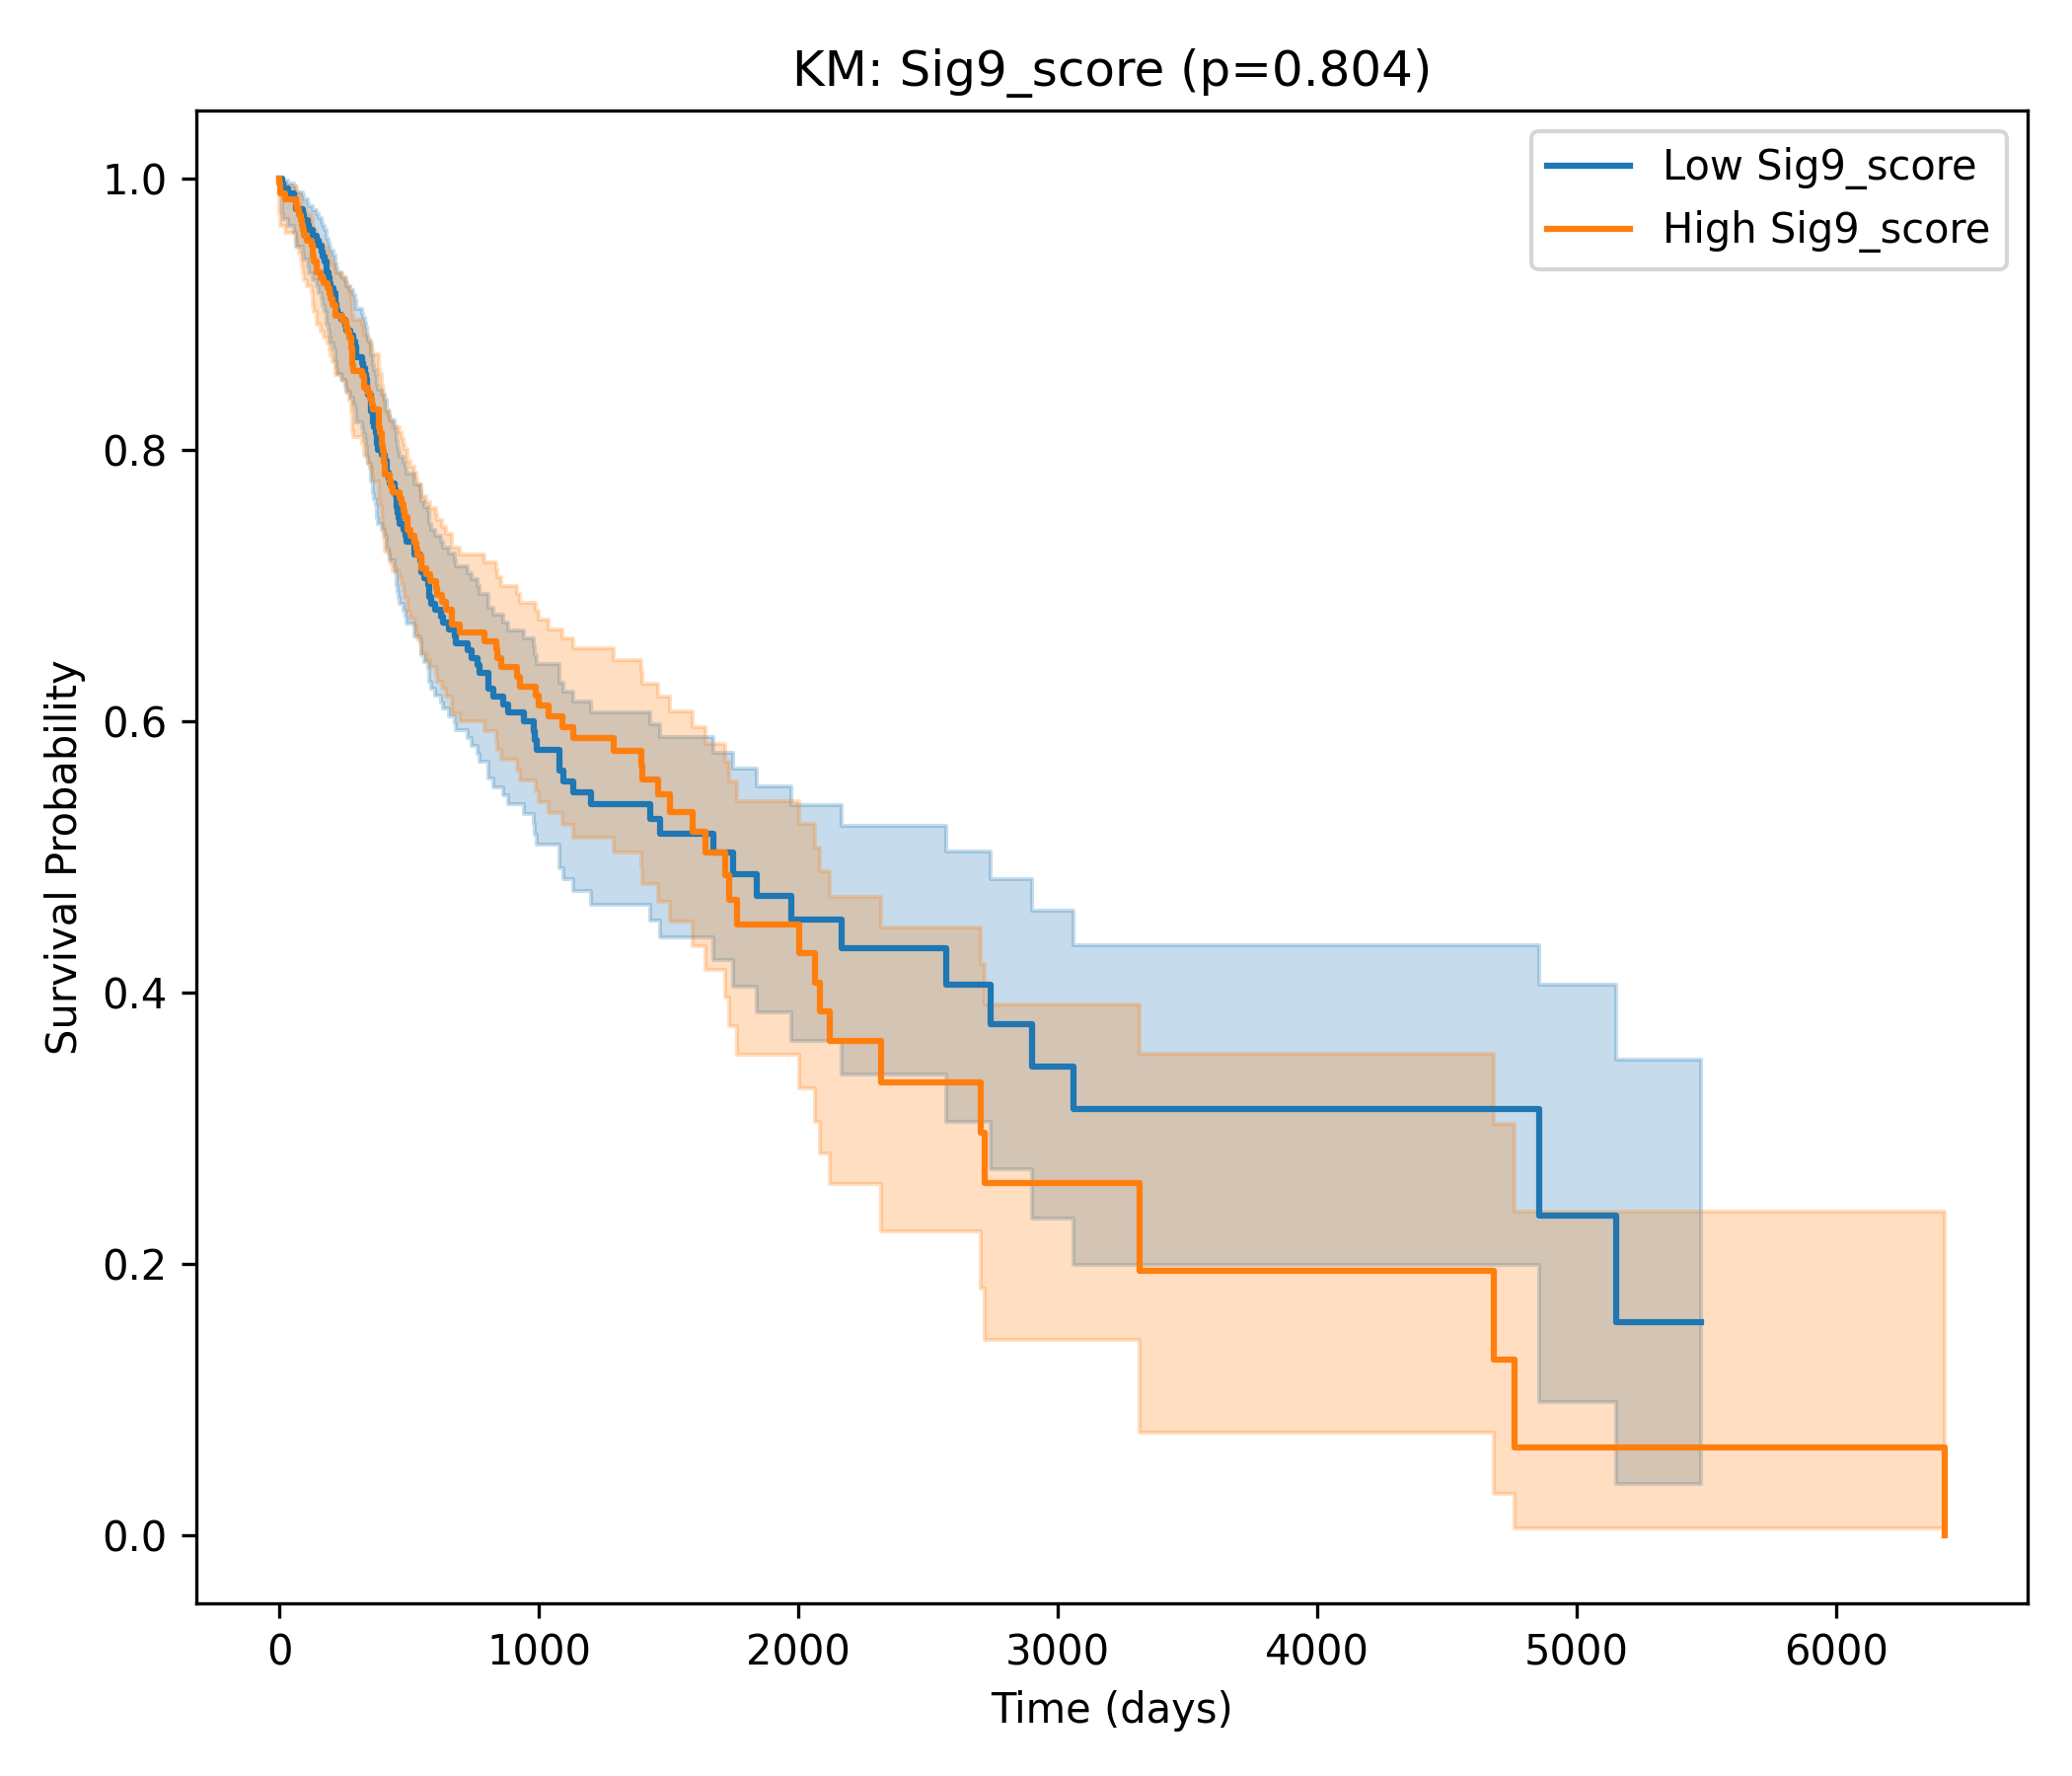 KM: Sig9_score (p=0.804)
Low Sig9_score
High Sig9_score
1.0
0.8
0.6
0.4
0.2
0.0
Survival Probability
0 1000 2000 3000 4000 5000 6000
Time (days)